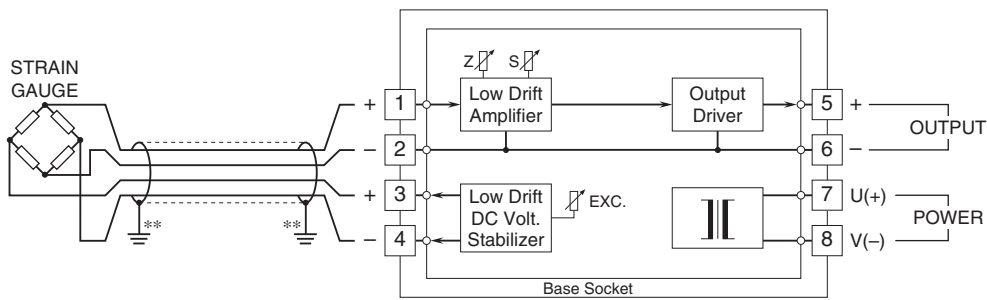 STRAIN
GAUGE
Z
S
+ 1
Low Drift
Amplifier
Output
Driver
5 +
− 2
6 −
OUTPUT
+ 3
− 4
Low Drift
DC Volt.
Stabilizer
EXC.
7 U(+)
8 V(–)
POWER
** **
Base Socket